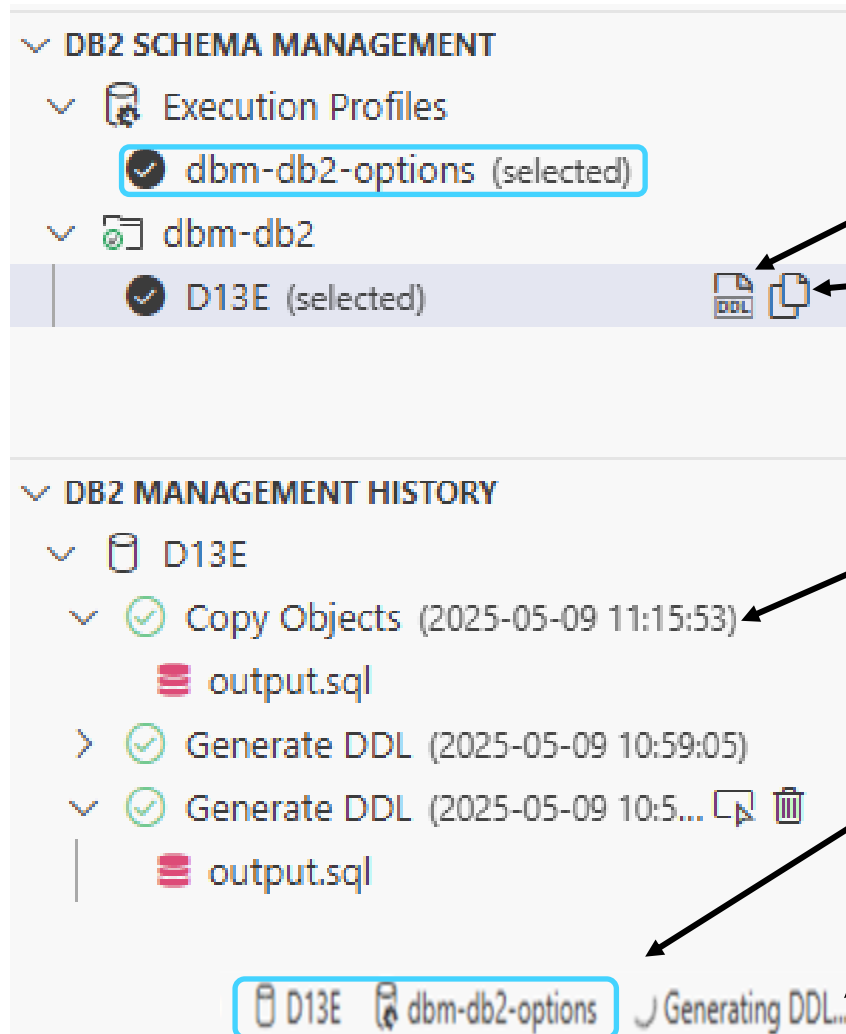 DB2 SCHEMA MANAGEMENT
Execution Profiles
dbm-db2-options (selected)
dbm-db2
D13E (selected)
DDL
DB2 MANAGEMENT HISTORY
D13E
Copy Objects (2025-05-09 11:15:53)
output.sql
Generate DDL (2025-05-09 10:59:05)
Generate DDL (2025-05-09 10:5...
output.sql
D13E dbm-db2-options Generating DDL...